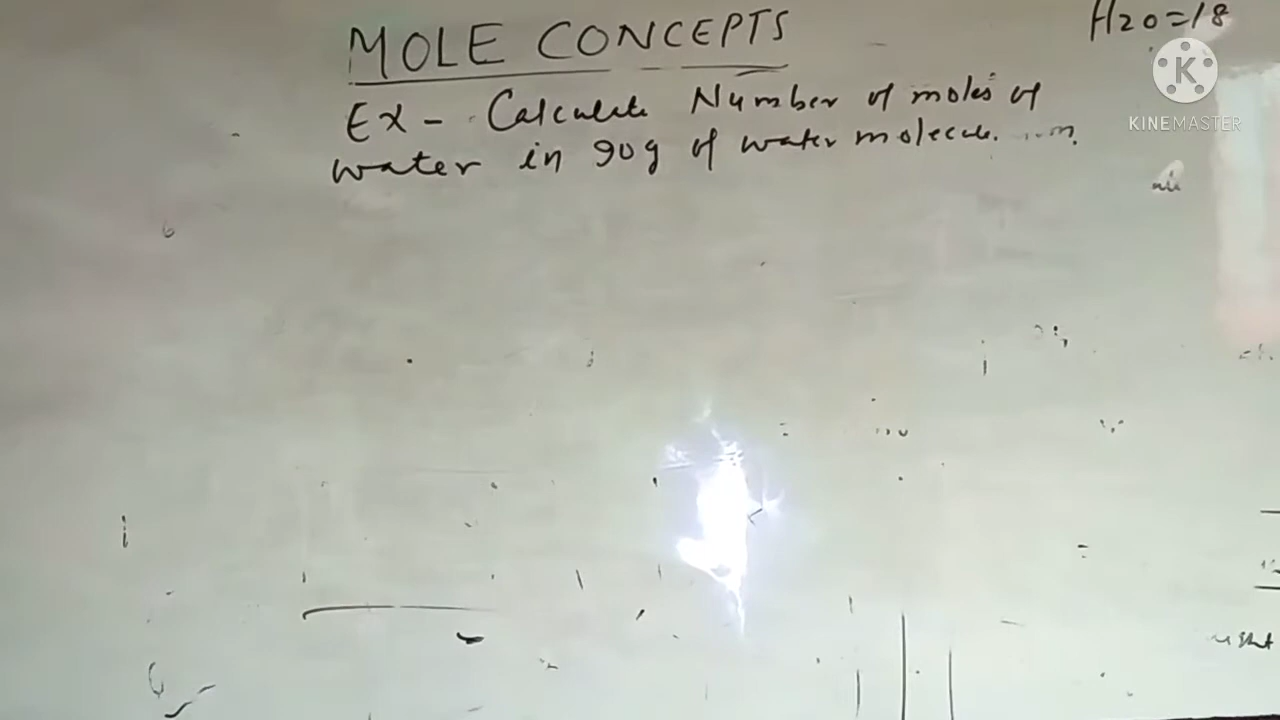 MOLE CONCEPTS
H2O=18
Ex - Calculate Number of moles of
water in 90g of water molecule.
K
KINEMASTER